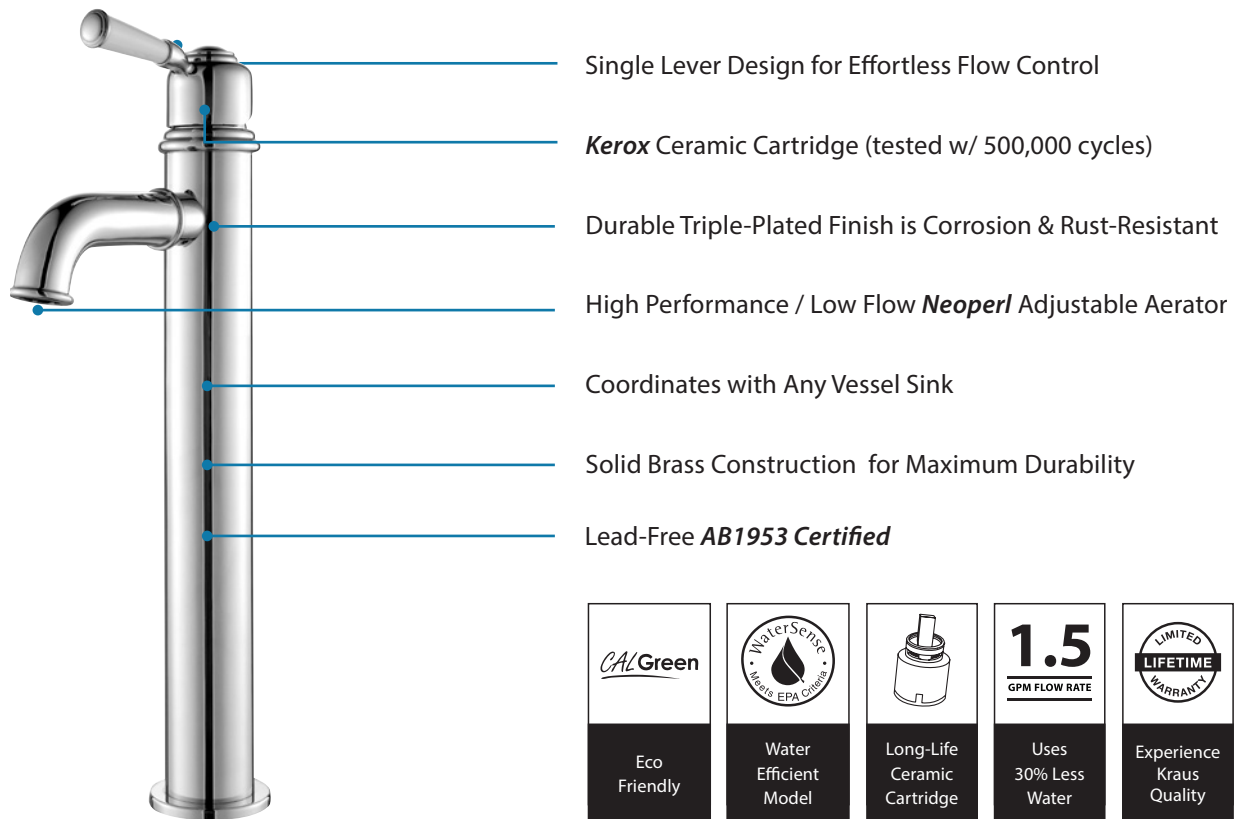 Single Lever Design for Effortless Flow Control
Kerox Ceramic Cartridge (tested w/ 500,000 cycles)
Durable Triple-Plated Finish is Corrosion & Rust-Resistant
High Performance / Low Flow Neoperl Adjustable Aerator
Coordinates with Any Vessel Sink
Solid Brass Construction for Maximum Durability
Lead-Free AB1953 Certified
CALGreen
Eco
Friendly
WaterSense
Meets EPA Criteria
Water
Efficient
Model
Long-Life
Ceramic
Cartridge
1.5
GPM FLOW RATE
Uses
30% Less
Water
LIMITED
LIFETIME
WARRANTY
Experience
Kraus
Quality